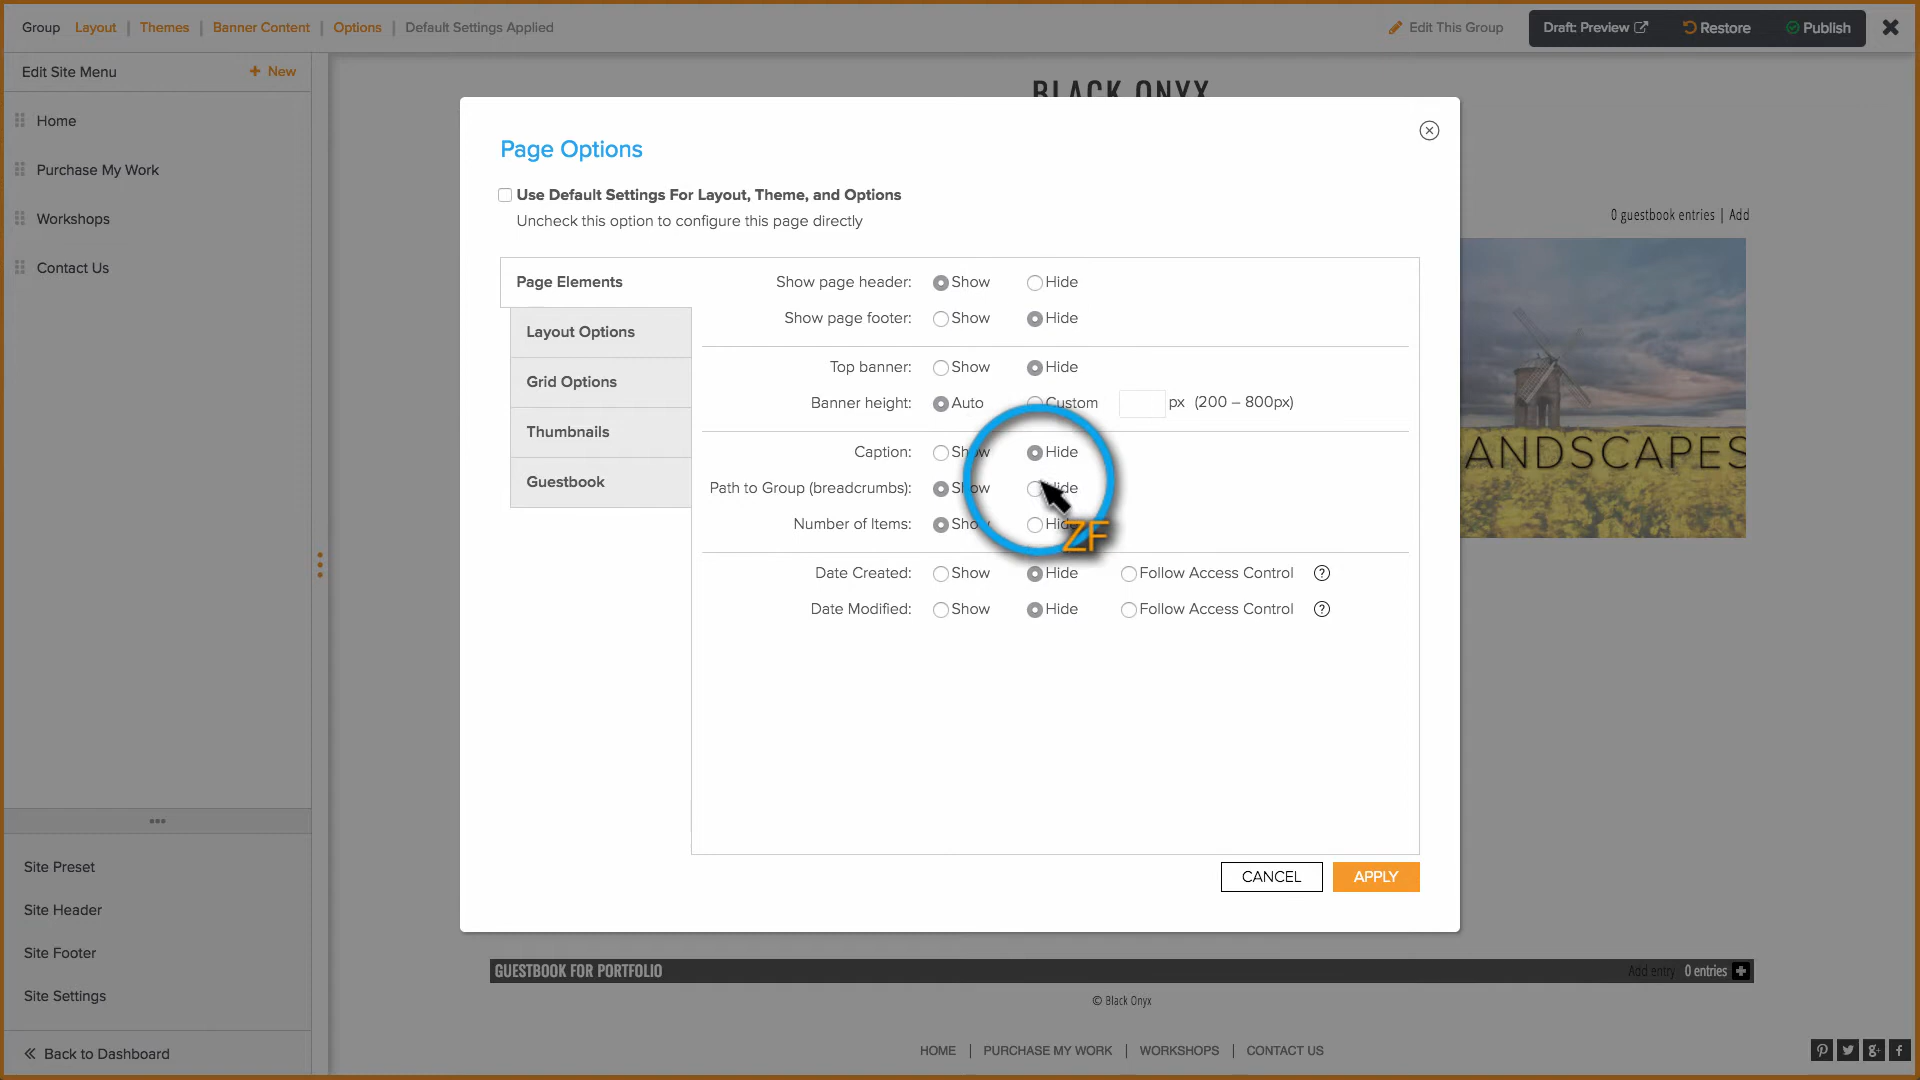 Group Layout | Themes | Banner Content | Options | Default Settings Applied
Edit This Group
Draft: Preview Restore Publish
Edit Site Menu + New
Home
Purchase My Work
Workshops
Contact Us
Site Preset
Site Header
Site Footer
Site Settings
Back to Dashboard
BLACK ONYX
0 guestbook entries | Add
ANDSCAPES
Page Options
Use Default Settings For Layout, Theme, and Options
Uncheck this option to configure this page directly
Page Elements
Layout Options
Grid Options
Thumbnails
Guestbook
Show page header: Show Hide
Show page footer: Show Hide
Top banner: Show Hide
Banner height: Auto Custom px (200 – 800px)
Caption: Show Hide
Path to Group (breadcrumbs): Show Hide
Number of Items: Show Hide
ZF
Date Created: Show Hide Follow Access Control ?
Date Modified: Show Hide Follow Access Control ?
CANCEL APPLY
GUESTBOOK FOR PORTFOLIO
Add entry 0 entries
© Black Onyx
HOME | PURCHASE MY WORK | WORKSHOPS | CONTACT US